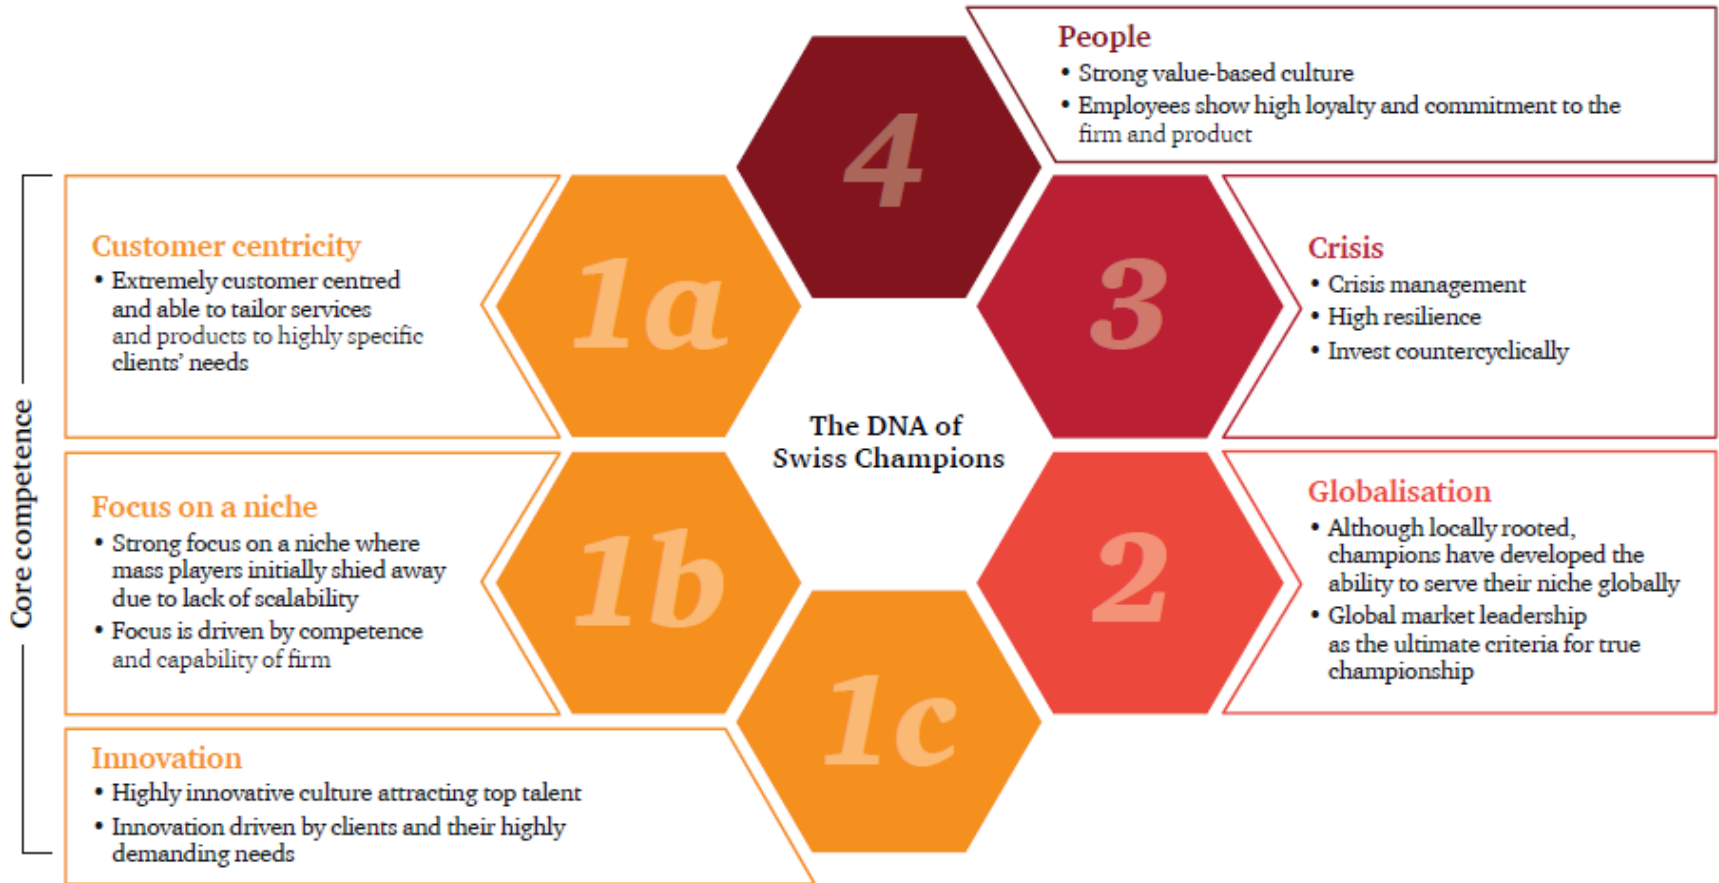 People
• Strong value-based culture
• Employees show high loyalty and commitment to the
firm and product
4
Customer centricity
• Extremely customer centred
and able to tailor services
and products to highly specific
clients' needs
1a
3
Crisis
• Crisis management
• High resilience
• Invest countercyclically
The DNA of
Swiss Champions
Core competence
Focus on a niche
• Strong focus on a niche where
mass players initially shied away
due to lack of scalability
• Focus is driven by competence
and capability of firm
1b
2
Globalisation
• Although locally rooted,
champions have developed the
ability to serve their niche globally
• Global market leadership
as the ultimate criteria for true
championship
1c
Innovation
• Highly innovative culture attracting top talent
• Innovation driven by clients and their highly
demanding needs